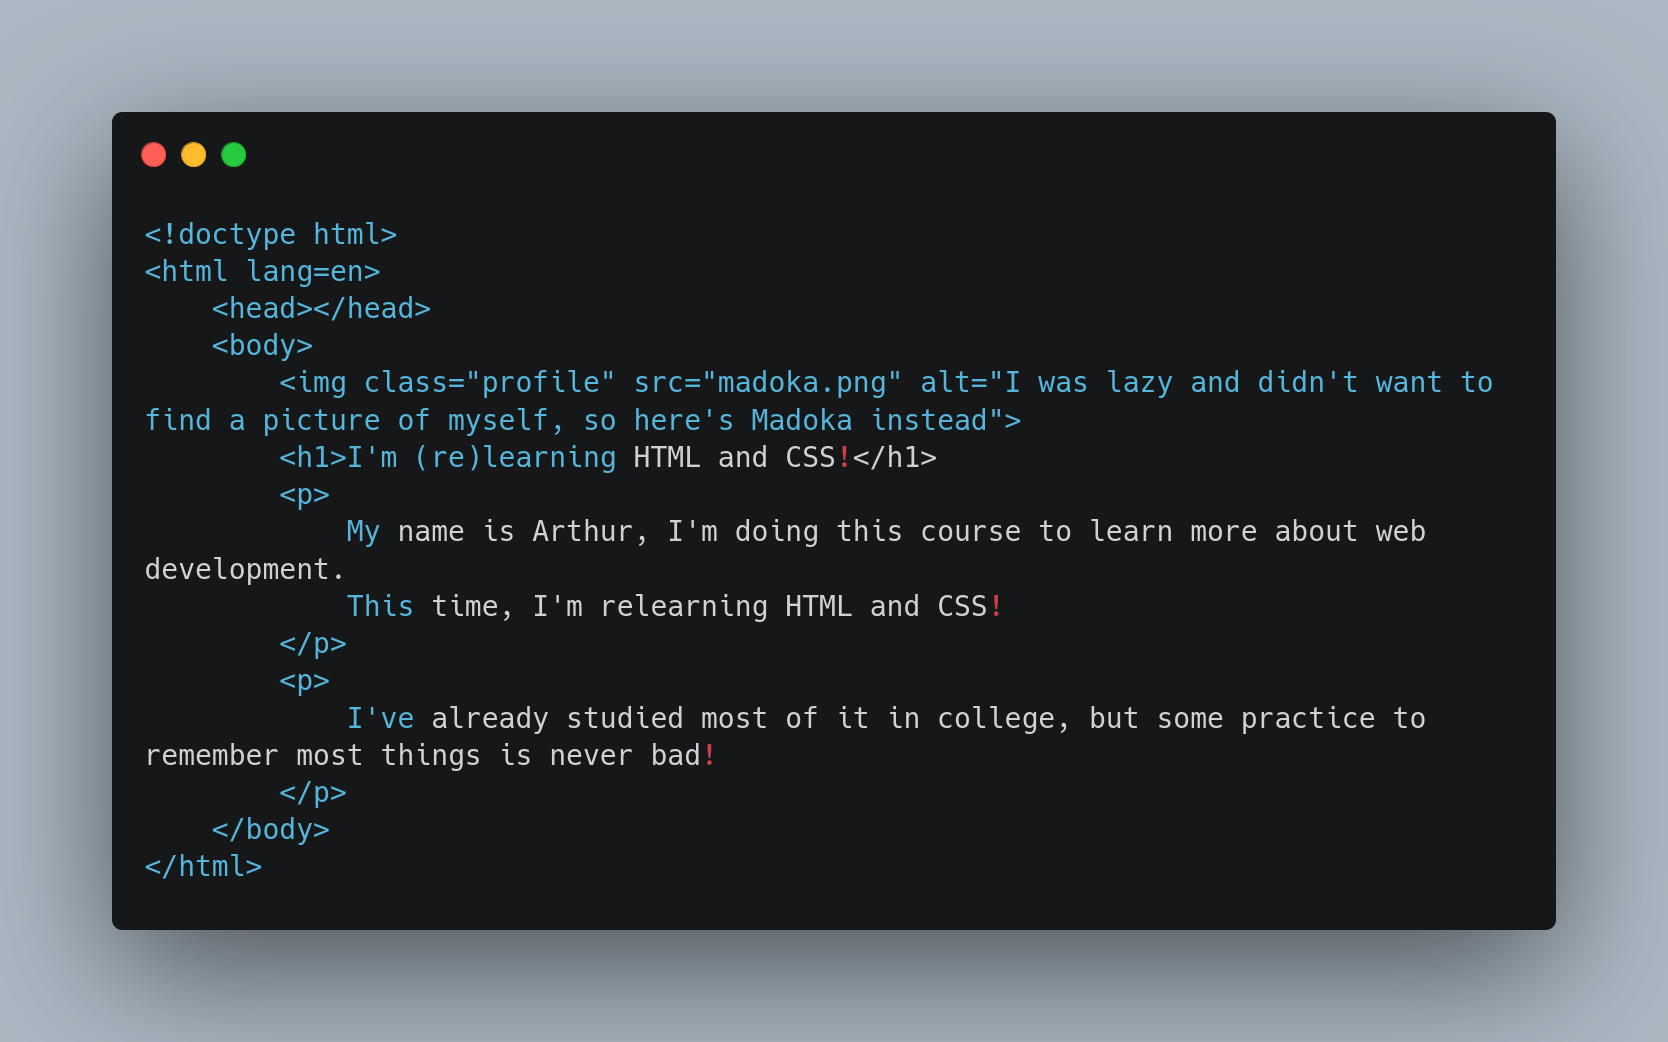 <!doctype html>
<html lang=en>
    <head></head>
    <body>
        <img class="profile" src="madoka.png" alt="I was lazy and didn't want to
find a picture of myself, so here's Madoka instead">
        <h1>I'm (re)learning HTML and CSS!</h1>
        <p>
            My name is Arthur, I'm doing this course to learn more about web
development.
            This time, I'm relearning HTML and CSS!
        </p>
        <p>
            I've already studied most of it in college, but some practice to
remember most things is never bad!
        </p>
    </body>
</html>